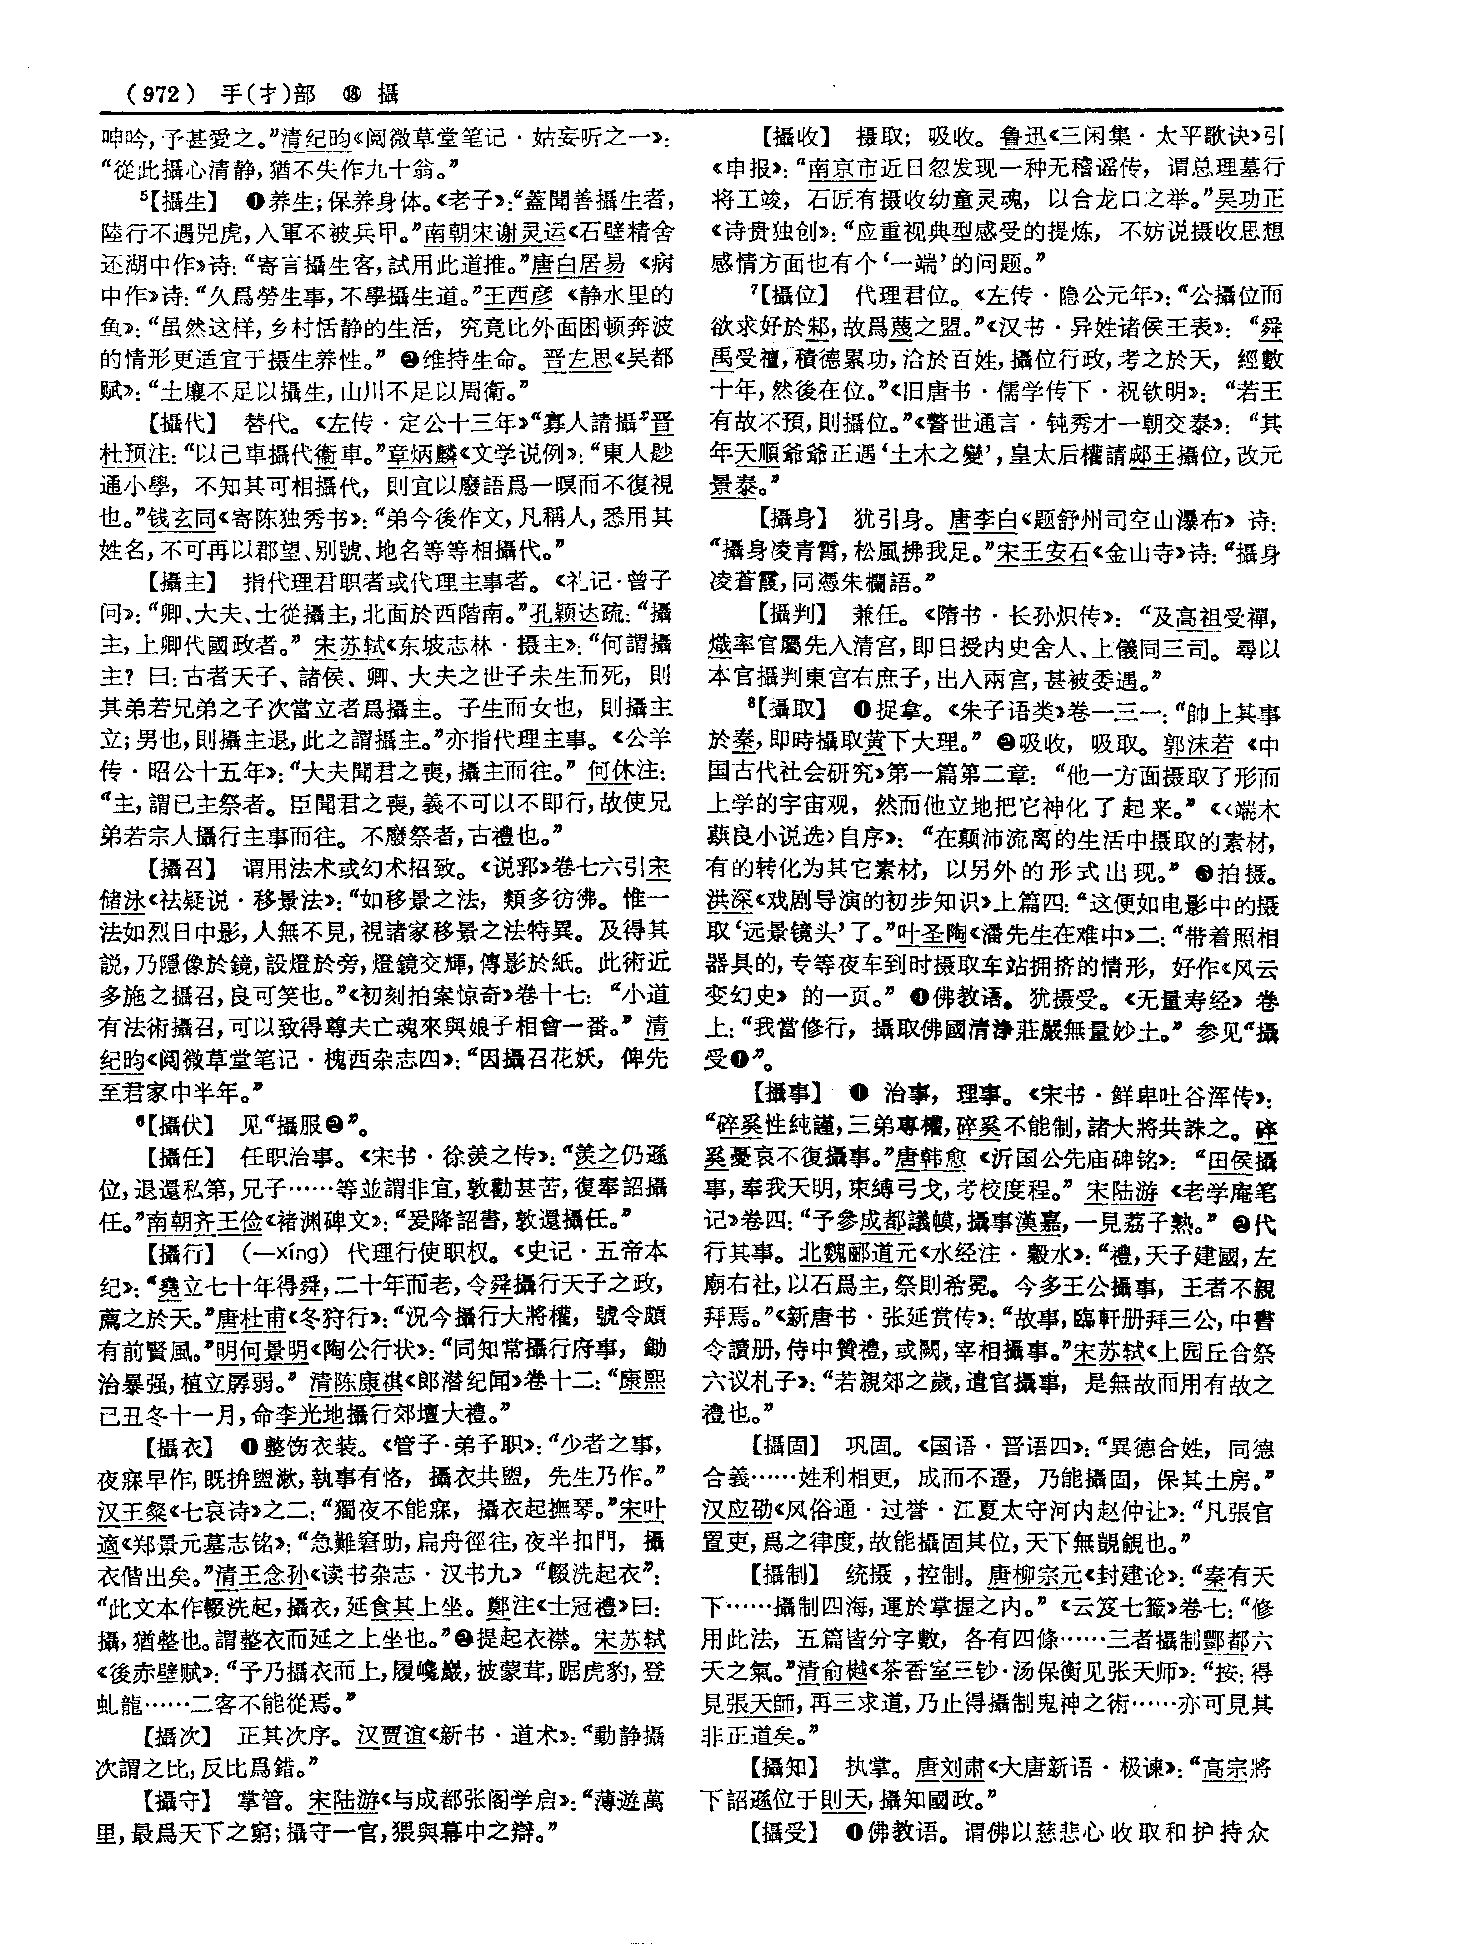 (972) 手(扌)部 ⑱ 攝
呻吟，予甚愛之。”清纪昀《阅微草堂笔记·姑妄听之一》：
“從此攝心清静，猶不失作九十翁。”
5【攝生】 ❶养生；保养身体。《老子》：“蓋聞善攝生者，
陸行不遇兕虎，入軍不被兵甲。”南朝宋谢灵运《石壁精舍
还湖中作》诗：“寄言攝生客，試用此道推。”唐白居易《病
中作》诗：“久爲勞生事，不學攝生道。”王西彦《静水里的
鱼》：“虽然这样，乡村恬静的生活，究竟比外面困顿奔波
的情形更适宜于摄生养性。”❷维持生命。晋左思《吴都
赋》：“土壤不足以攝生，山川不足以周衛。”
【攝代】 替代。《左传·定公十三年》“寡人請攝”晋
杜预注：“以己車攝代衞車。”章炳麟《文学说例》：“東人尟
通小學，不知其可相攝代，則宜以廢語爲一瞑而不復視
也。”钱玄同《寄陈独秀书》：“弟今後作文，凡稱人，悉用其
姓名，不可再以郡望、别號、地名等等相攝代。”
【攝主】 指代理君职者或代理主事者。《礼记·曾子
问》：“卿、大夫、士從攝主，北面於西階南。”孔颖达疏：“攝
主，上卿代國政者。”宋苏轼《东坡志林·摄主》：“何謂攝
主？曰：古者天子、諸侯、卿、大夫之世子未生而死，則
其弟若兄弟之子次當立者爲攝主。子生而女也，則攝主
立；男也，則攝主退，此之謂攝主。”亦指代理主事。《公羊
传·昭公十五年》：“大夫聞君之喪，攝主而往。”何休注：
“主，謂已主祭者。臣聞君之喪，義不可以不即行，故使兄
弟若宗人攝行主事而往。不廢祭者，古禮也。”
【攝召】 谓用法术或幻术招致。《说郛》卷七六引宋
储泳《祛疑说·移景法》：“如移景之法，類多彷彿。惟一
法如烈日中影，人無不見，視諸家移景之法特異。及得其
説，乃隱像於鏡，設燈於旁，燈鏡交輝，傳影於紙。此術近
多施之攝召，良可笑也。”《初刻拍案惊奇》卷十七：“小道
有法術攝召，可以致得尊夫亡魂來與娘子相會一番。”清
纪昀《阅微草堂笔记·槐西杂志四》：“因攝召花妖，俾先
至君家中半年。”
6【攝伏】 见“攝服❷”。
【攝任】 任职治事。《宋书·徐羡之传》：“羨之仍遜
位，退還私第，兄子……等並謂非宜，敦勸甚苦，復奉詔攝
任。”南朝齐王俭《褚渊碑文》：“爰降詔書，敦還攝任。”
【攝行】 (—xíng) 代理行使职权。《史记·五帝本
纪》：“堯立七十年得舜，二十年而老，令舜攝行天子之政，
薦之於天。”唐杜甫《冬狩行》：“況今攝行大將權，號令頗
有前賢風。”明何景明《陶公行状》：“同知常攝行府事，鋤
治暴强，植立孱弱。”清陈康祺《郎潜纪闻》卷十二：“康熙
己丑冬十一月，命李光地攝行郊壇大禮。”
【攝衣】 ❶整饬衣装。《管子·弟子职》：“少者之事，
夜寐早作，既拚盥漱，執事有恪，攝衣共盥，先生乃作。”
汉王粲《七哀诗》之二：“獨夜不能寐，攝衣起撫琴。”宋叶
適《郑景元墓志铭》：“急難窘助，扁舟徑往，夜半扣門，攝
衣偕出矣。”清王念孙《读书杂志·汉书九》“輟洗起衣”：
“此文本作輟洗起，攝衣，延食其上坐。鄭注《士冠禮》曰：
攝，猶整也。謂整衣而延之上坐也。”❷提起衣襟。宋苏轼
《後赤壁赋》：“予乃攝衣而上，履巉巖，披蒙茸，踞虎豹，登
虬龍……二客不能從焉。”
【攝次】 正其次序。汉贾谊《新书·道术》：“動静攝
次謂之比，反比爲錯。”
【攝守】 掌管。宋陆游《与成都张阁学启》：“薄遊萬
里，最爲天下之窮；攝守一官，猥與幕中之辯。”
【攝收】 摄取；吸收。鲁迅《三闲集·太平歌诀》引
《申报》：“南京市近日忽发现一种无稽谣传，谓总理墓行
将工竣，石匠有摄收幼童灵魂，以合龙口之举。”吴功正
《诗贵独创》：“应重视典型感受的提炼，不妨说摄收思想
感情方面也有个‘一端’的问题。”
7【攝位】 代理君位。《左传·隐公元年》：“公攝位而
欲求好於邾，故爲蔑之盟。”《汉书·异姓诸侯王表》：“舜
禹受禪，積德累功，洽於百姓，攝位行政，考之於天，經數
十年，然後在位。”《旧唐书·儒学传下·祝钦明》：“若王
有故不預，則攝位。”《警世通言·钝秀才一朝交泰》：“其
年天順爺爺正遇‘土木之變’，皇太后權請郕王攝位，改元
景泰。”
【攝身】 犹引身。唐李白《题舒州司空山瀑布》诗：
“攝身凌青霄，松風拂我足。”宋王安石《金山寺》诗：“攝身
凌蒼霞，同憑朱欄語。”
【攝判】 兼任。《隋书·长孙炽传》：“及高祖受禪，
熾率官屬先入清宫，即日授内史舍人、上儀同三司。尋以
本官攝判東宫右庶子，出入兩宫，甚被委遇。”
8【攝取】 ❶捉拿。《朱子语类》卷一三一：“帥上其事
於秦，即時攝取黄下大理。”❷吸收，吸取。郭沫若《中
国古代社会研究》第一篇第二章：“他一方面摄取了形而
上学的宇宙观，然而他立地把它神化了起来。”《〈端木
蕻良小说选〉自序》：“在颠沛流离的生活中摄取的素材，
有的转化为其它素材，以另外的形式出现。”❸拍摄。
洪深《戏剧导演的初步知识》上篇四：“这便如电影中的摄
取‘远景镜头’了。”叶圣陶《潘先生在难中》二：“带着照相
器具的，专等夜车到时摄取车站拥挤的情形，好作《风云
变幻史》的一页。”❹佛教语。犹摄受。《无量寿经》卷
上：“我當修行，攝取佛國清净莊嚴無量妙土。”参见“攝
受❶”。
【攝事】 ❶ 治事，理事。《宋书·鲜卑吐谷浑传》：
“碎奚性純謹，三弟專權，碎奚不能制，諸大將共誅之。碎
奚憂哀不復攝事。”唐韩愈《沂国公先庙碑铭》：“田侯攝
事，奉我天明，束縛弓戈，考校度程。”宋陆游《老学庵笔
记》卷四：“予參成都議幙，攝事漢嘉，一見荔子熟。”❷代
行其事。北魏郦道元《水经注·穀水》：“禮，天子建國，左
廟右社，以石爲主，祭則希冕。今多王公攝事，王者不親
拜焉。”《新唐书·张延赏传》：“故事，臨軒册拜三公，中書
令讀册，侍中贊禮，或闕，宰相攝事。”宋苏轼《上园丘合祭
六议札子》：“若親郊之歲，遣官攝事，是無故而用有故之
禮也。”
【攝固】 巩固。《国语·晋语四》：“異德合姓，同德
合義……姓利相更，成而不遷，乃能攝固，保其土房。”
汉应劭《风俗通·过誉·江夏太守河内赵仲让》：“凡張官
置吏，爲之律度，故能攝固其位，天下無覬覦也。”
【攝制】 统摄，控制。唐柳宗元《封建论》：“秦有天
下……攝制四海，運於掌握之内。”《云笈七籤》卷七：“修
用此法，五篇皆分字數，各有四條……三者攝制酆都六
天之氣。”清俞樾《茶香室三钞·汤保衡见张天师》：“按：得
見張天師，再三求道，乃止得攝制鬼神之術……亦可見其
非正道矣。”
【攝知】 执掌。唐刘肃《大唐新语·极谏》：“高宗將
下詔遜位于則天，攝知國政。”
【攝受】 ❶佛教语。谓佛以慈悲心收取和护持众